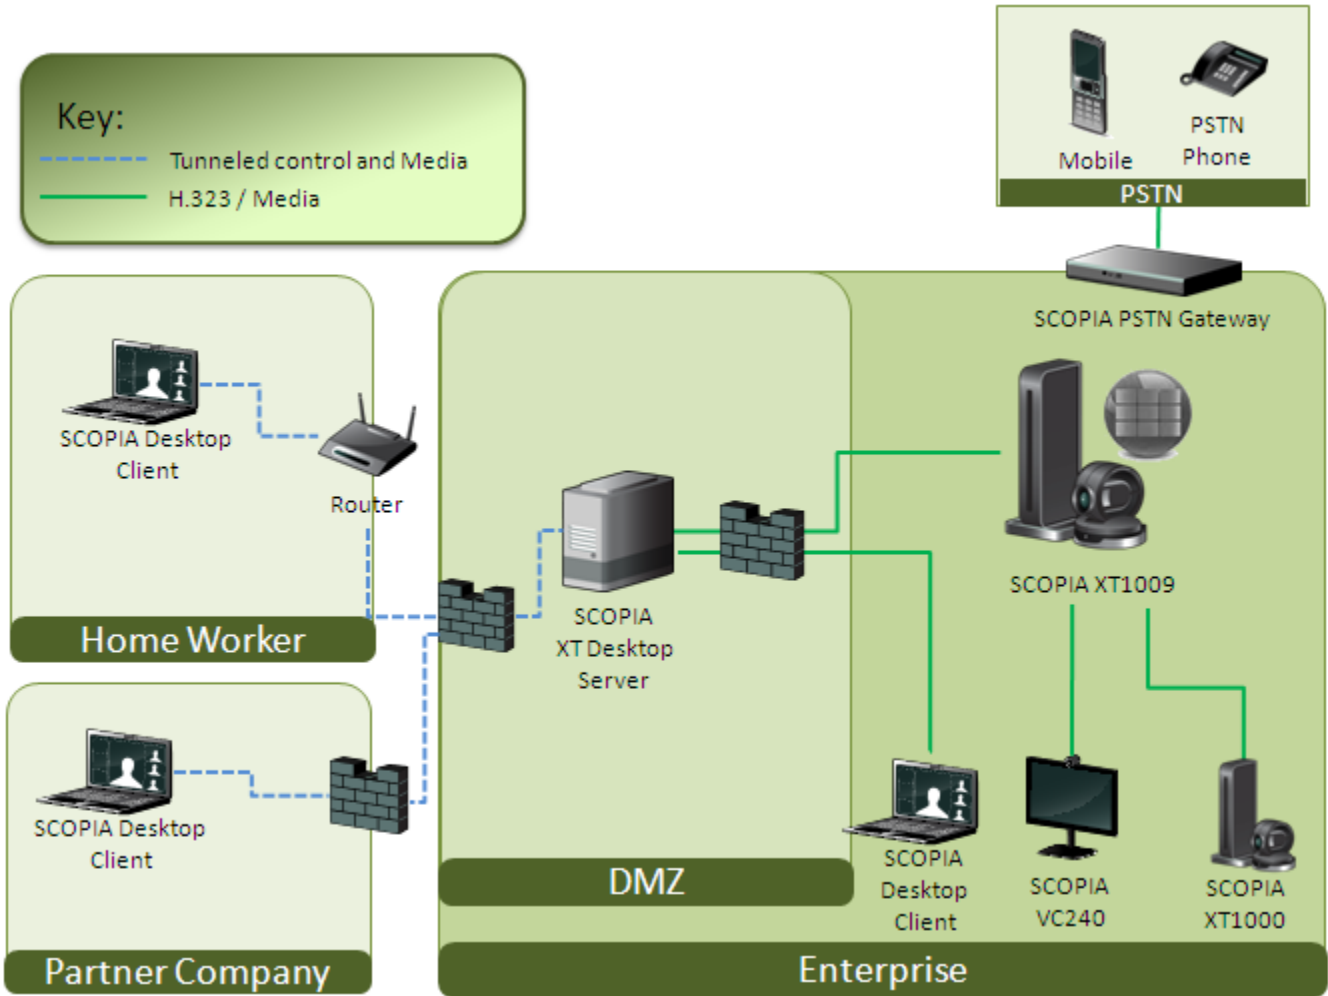 Key:
Tunneled control and Media
H.323 / Media
Mobile
PSTN
Phone
PSTN
SCOPIA PSTN Gateway
SCOPIA Desktop
Client
Router
Home Worker
SCOPIA Desktop
Client
Partner Company
SCOPIA
XT Desktop
Server
DMZ
SCOPIA XT1009
SCOPIA
Desktop
Client
SCOPIA
VC240
SCOPIA
XT1000
Enterprise